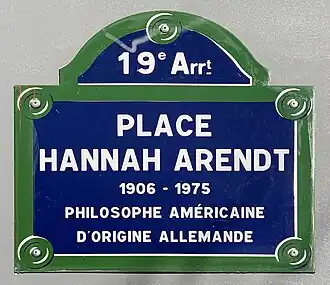 19e Arrt
PLACE
HANNAH ARENDT
1906 - 1975
PHILOSOPHE AMÉRICAINE
D'ORIGINE ALLEMANDE